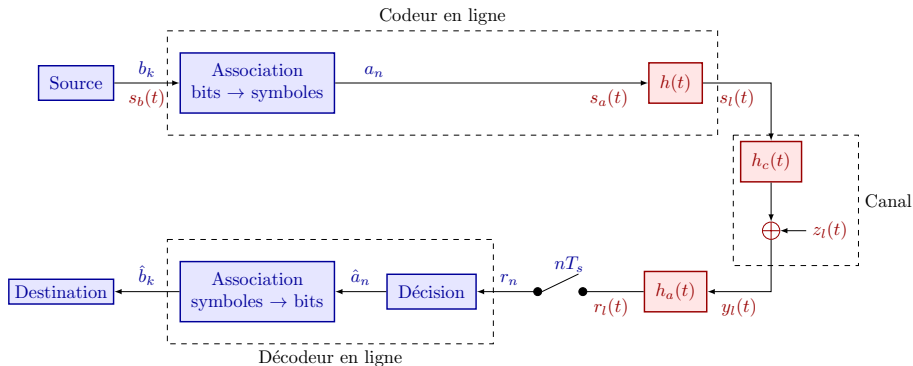 Codeur en ligne
Source
b_k
s_b(t)
Association
bits → symboles
a_n
s_a(t)
h(t)
s_l(t)
h_c(t)
Canal
z_l(t)
Destination
b̂_k
Association
symboles → bits
â_n
Décision
r_n
nT_s
r_l(t)
h_a(t)
y_l(t)
Décodeur en ligne